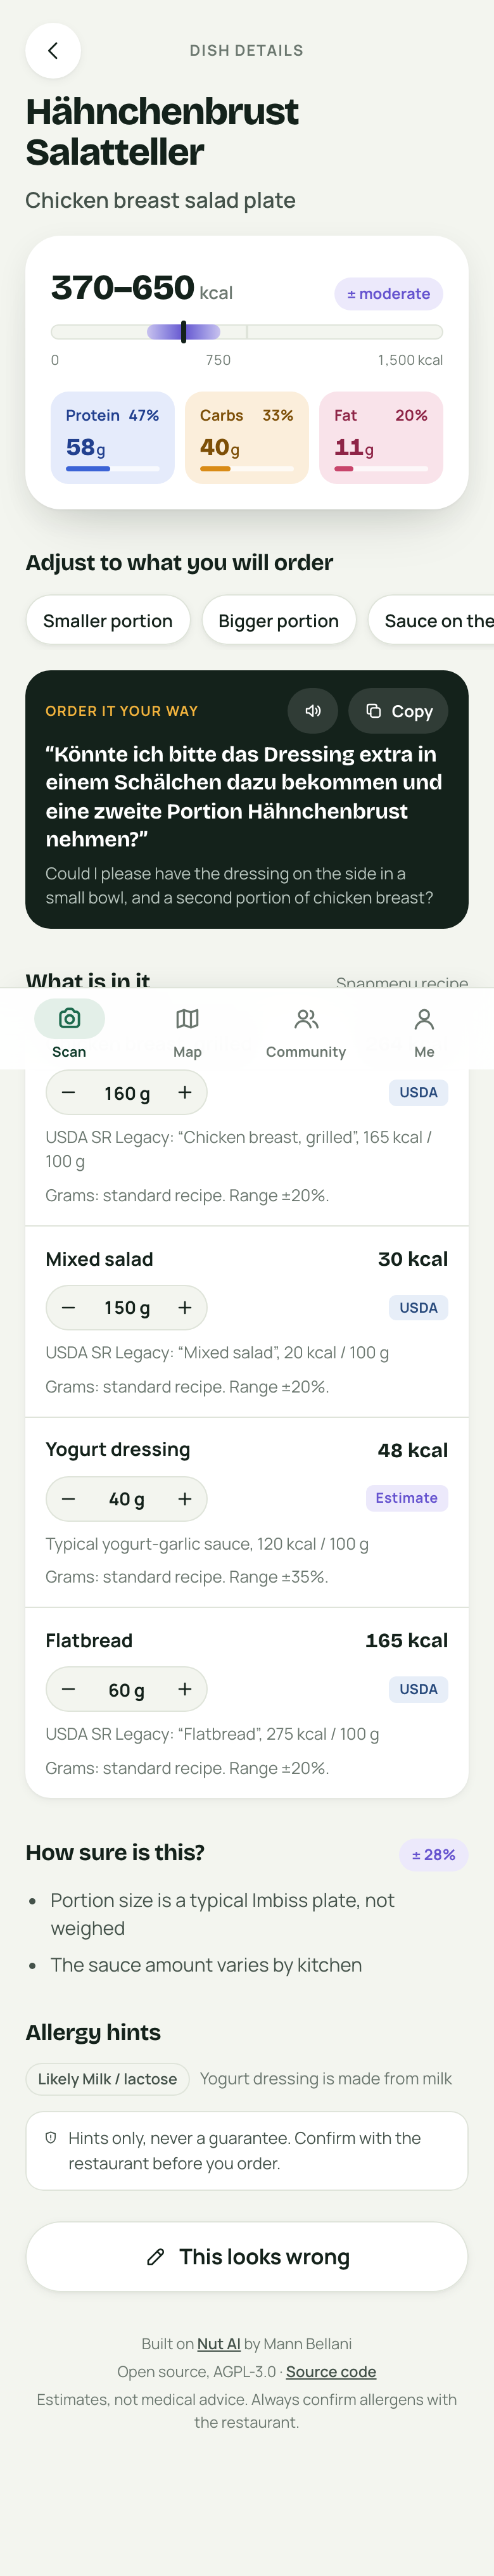 DISH DETAILS
Hähnchenbrust
Salatteller
Chicken breast salad plate
370–650 kcal
± moderate
0 750 1,500 kcal
Protein 47%
58g
Carbs 33%
40g
Fat 20%
11g
Adjust to what you will order
Smaller portion
Bigger portion
Sauce on the
ORDER IT YOUR WAY
Copy
“Könnte ich bitte das Dressing extra in
einem Schälchen dazu bekommen und
eine zweite Portion Hähnchenbrust
nehmen?”
Could I please have the dressing on the side in a
small bowl, and a second portion of chicken breast?
What is in it
Snapmenu recipe
Scan
Map
Community
Me
− 160 g +
USDA
USDA SR Legacy: “Chicken breast, grilled”, 165 kcal /
100 g
Grams: standard recipe. Range ±20%.
Mixed salad
30 kcal
− 150 g +
USDA
USDA SR Legacy: “Mixed salad”, 20 kcal / 100 g
Grams: standard recipe. Range ±20%.
Yogurt dressing
48 kcal
− 40 g +
Estimate
Typical yogurt-garlic sauce, 120 kcal / 100 g
Grams: standard recipe. Range ±35%.
Flatbread
165 kcal
− 60 g +
USDA
USDA SR Legacy: “Flatbread”, 275 kcal / 100 g
Grams: standard recipe. Range ±20%.
How sure is this?
± 28%
• Portion size is a typical Imbiss plate, not
weighed
• The sauce amount varies by kitchen
Allergy hints
Likely Milk / lactose
Yogurt dressing is made from milk
Hints only, never a guarantee. Confirm with the
restaurant before you order.
This looks wrong
Built on Nut AI by Mann Bellani
Open source, AGPL-3.0 · Source code
Estimates, not medical advice. Always confirm allergens with
the restaurant.